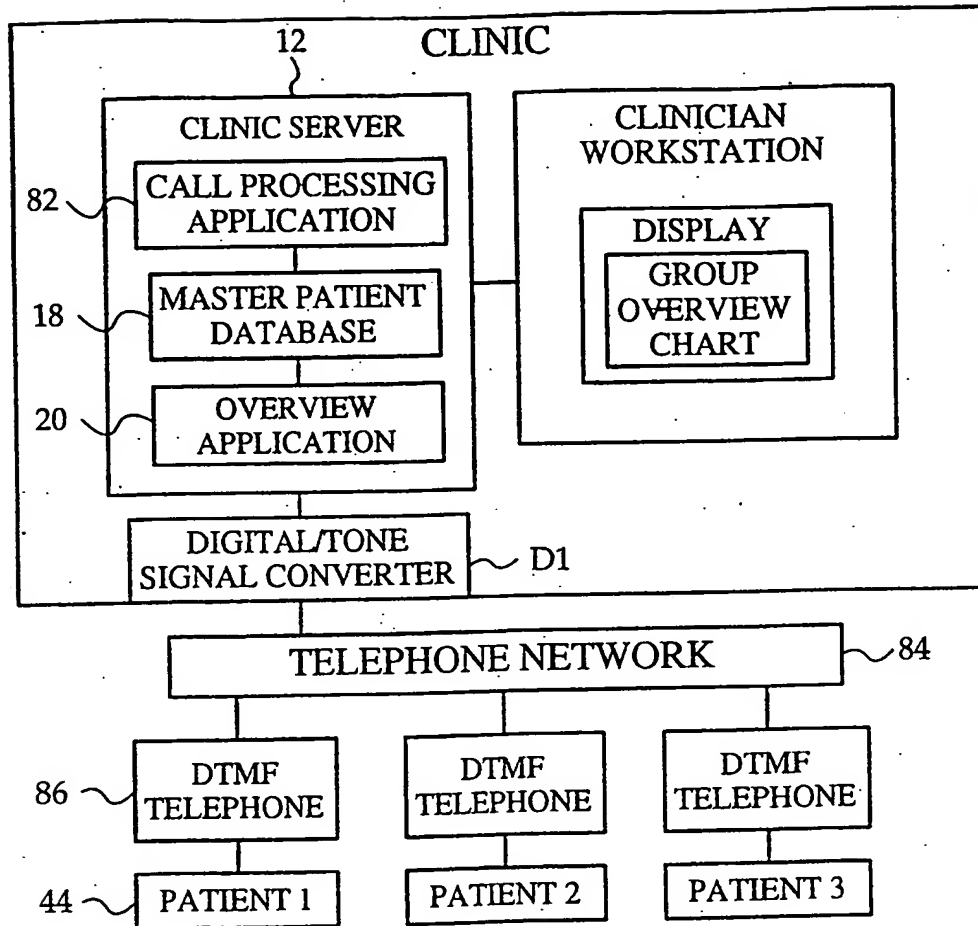 CLINIC
12
CLINIC SERVER
CLINICIAN
WORKSTATION
82
CALL PROCESSING
APPLICATION
DISPLAY
GROUP
OVERVIEW
CHART
18
MASTER PATIENT
DATABASE
20
OVERVIEW
APPLICATION
DIGITAL/TONE
SIGNAL CONVERTER
D1
TELEPHONE NETWORK
84
86
DTMF
TELEPHONE
DTMF
TELEPHONE
DTMF
TELEPHONE
44
PATIENT 1
PATIENT 2
PATIENT 3